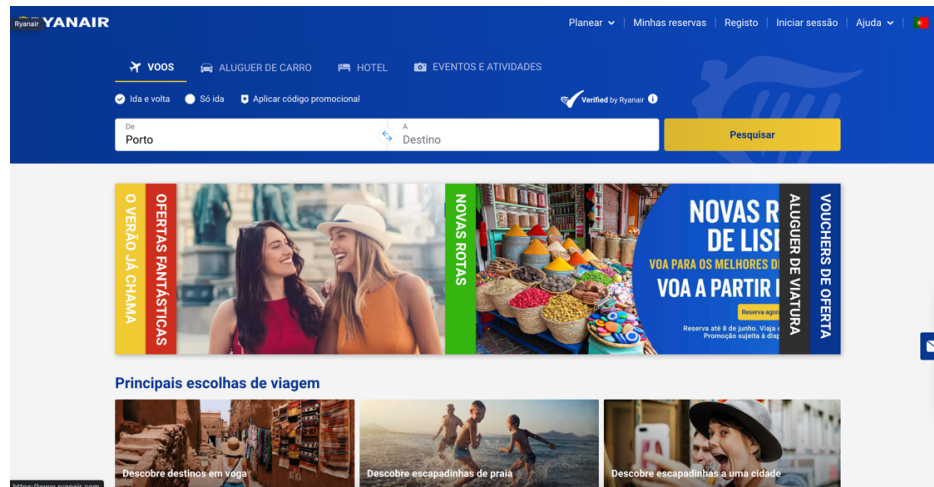 Ryanair
YANAIR
Planear
Minhas reservas
Registo
Iniciar sessão
Ajuda
VOOS
ALUGUER DE CARRO
HOTEL
EVENTOS E ATIVIDADES
Ida e volta
Só ida
Aplicar código promocional
Verified by Ryanair
De
Porto
A
Destino
Pesquisar
O VERÃO JÁ CHAMA
OFERTAS FANTÁSTICAS
NOVAS ROTAS
NOVAS R
DE LIS
VOA PARA OS MELHORES D
VOA A PARTIR
Reserva agor
Reserva até 8 de junho. Viaja
Promoção sujeita à disp
ALUGUER DE VIATURA
VOUCHERS DE OFERTA
Principais escolhas de viagem
Descobre destinos em voga
Descobre escapadinhas de praia
Descobre escapadinhas a uma cidade
https://www.ryanair.com